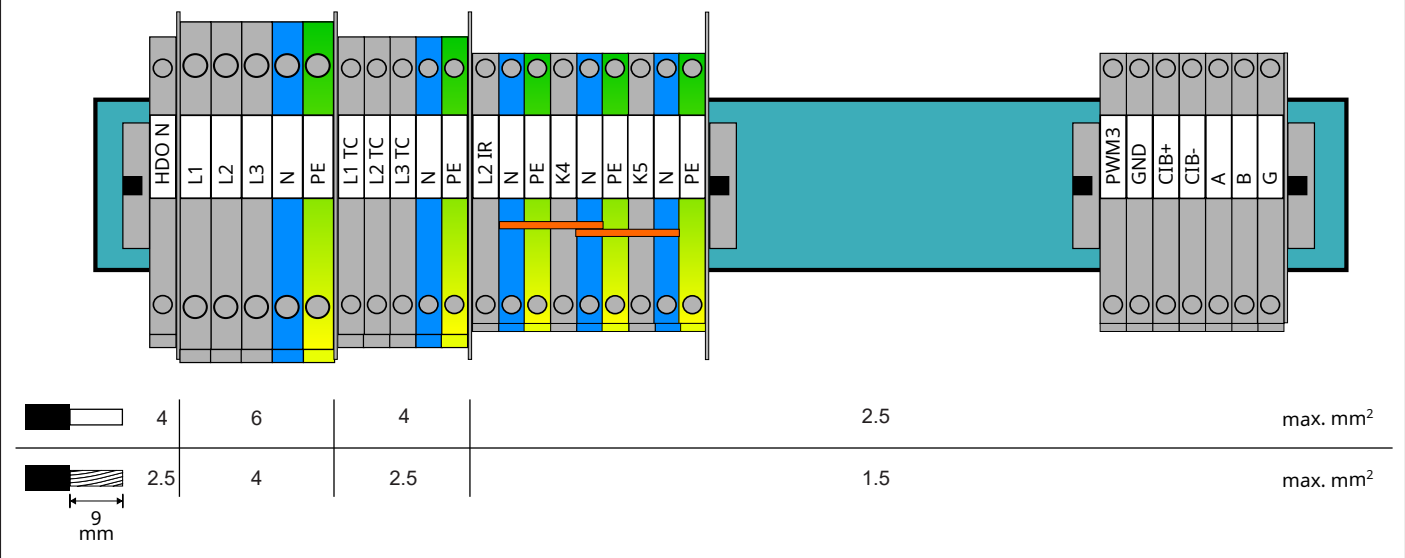 HDO N L1 L2 L3 N PE L1 TC L2 TC L3 TC N PE L2 IR N PE K4 N PE K5 N PE PWM3 GND CIB+ CIB- A B G
4 6 4 2.5 max. mm²
2.5 4 2.5 1.5 max. mm²
9
mm